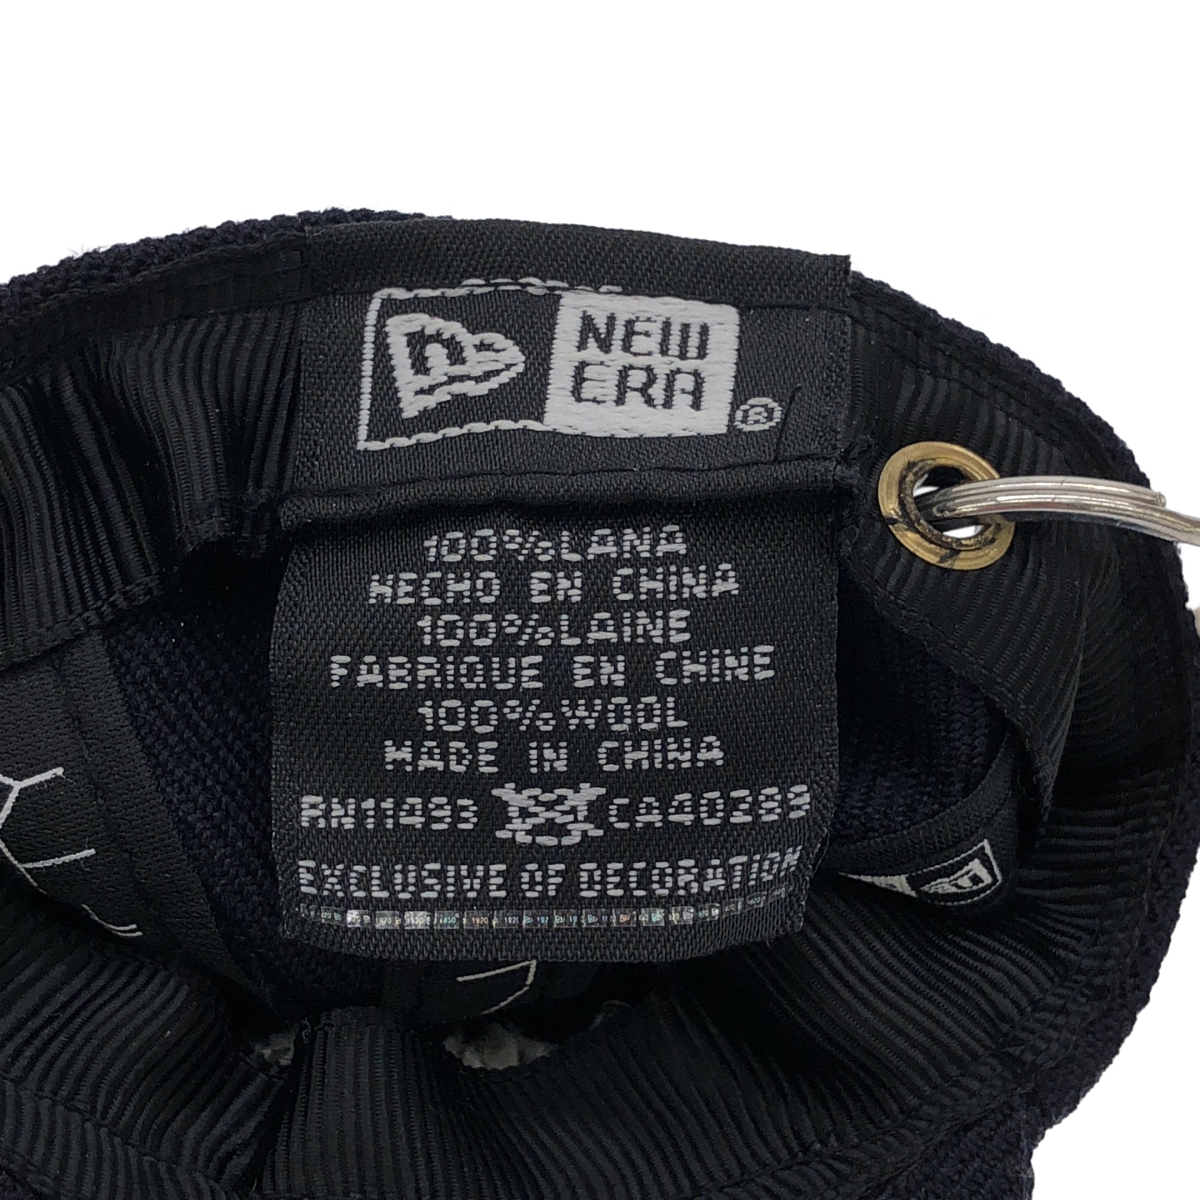 NEW
ERA
®
100%LANA
HECHO EN CHINA
100%LAINE
FABRIQUE EN CHINE
100%WOOL
MADE IN CHINA
RN11493 CA40289
EXCLUSIVE OF DECORATION